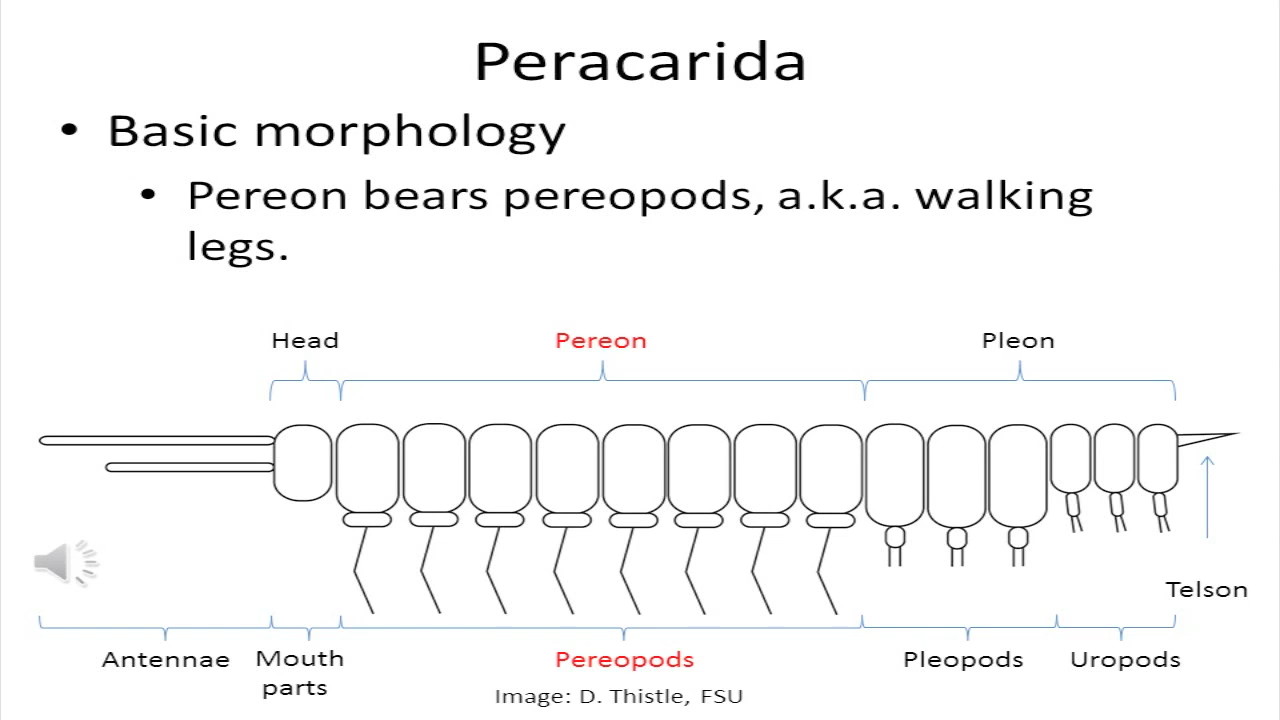 Peracarida
• Basic morphology
• Pereon bears pereopods, a.k.a. walking
legs.
Head
Pereon
Pleon
Telson
Antennae
Mouth
parts
Pereopods
Pleopods
Uropods
Image: D. Thistle, FSU